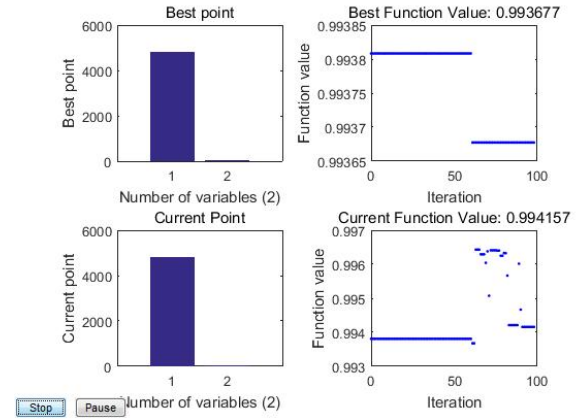 Best point
6000
4000
2000
0
Best point
1 2
Number of variables (2)
Best Function Value: 0.993677
0.99385
0.9938
0.99375
0.9937
0.99365
Function value
0 50 100
Iteration
Current Point
6000
4000
2000
0
Current point
1 2
Number of variables (2)
Current Function Value: 0.994157
0.997
0.996
0.995
0.994
0.993
Function value
0 50 100
Iteration
Stop
Pause